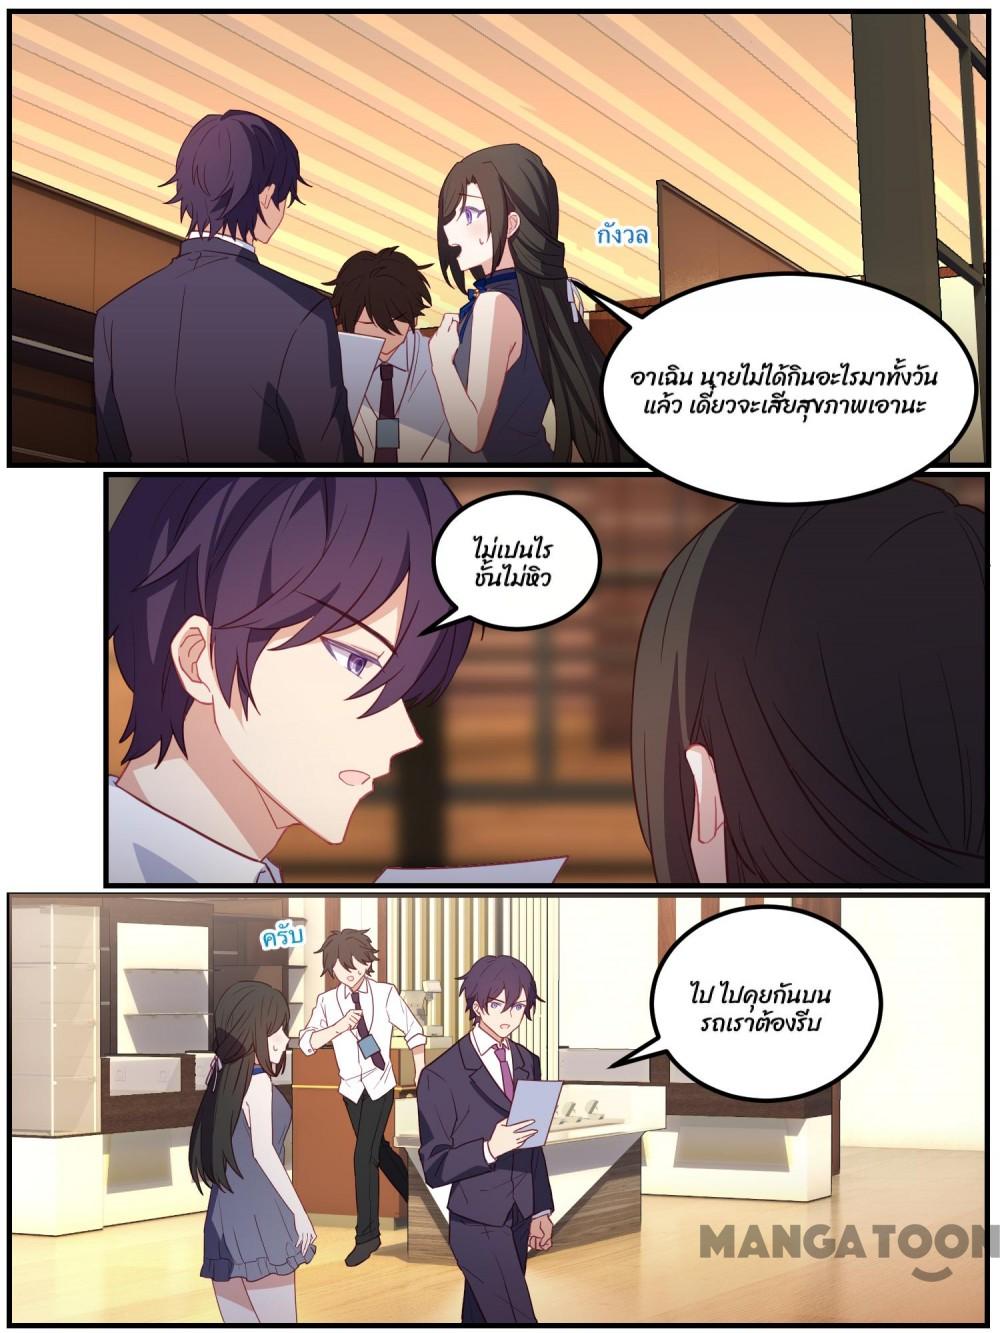 กังวล
อาเฉิน นายไม่ได้กินอะไรมาทั้งวัน
แล้ว เดี๋ยวจะเสียสุขภาพเอานะ
ไม่เปนไร
ชั้นไม่หิว
ครับ
ไป ไปคุยกันบน
รถเราต้องรีบ
MANGATOON